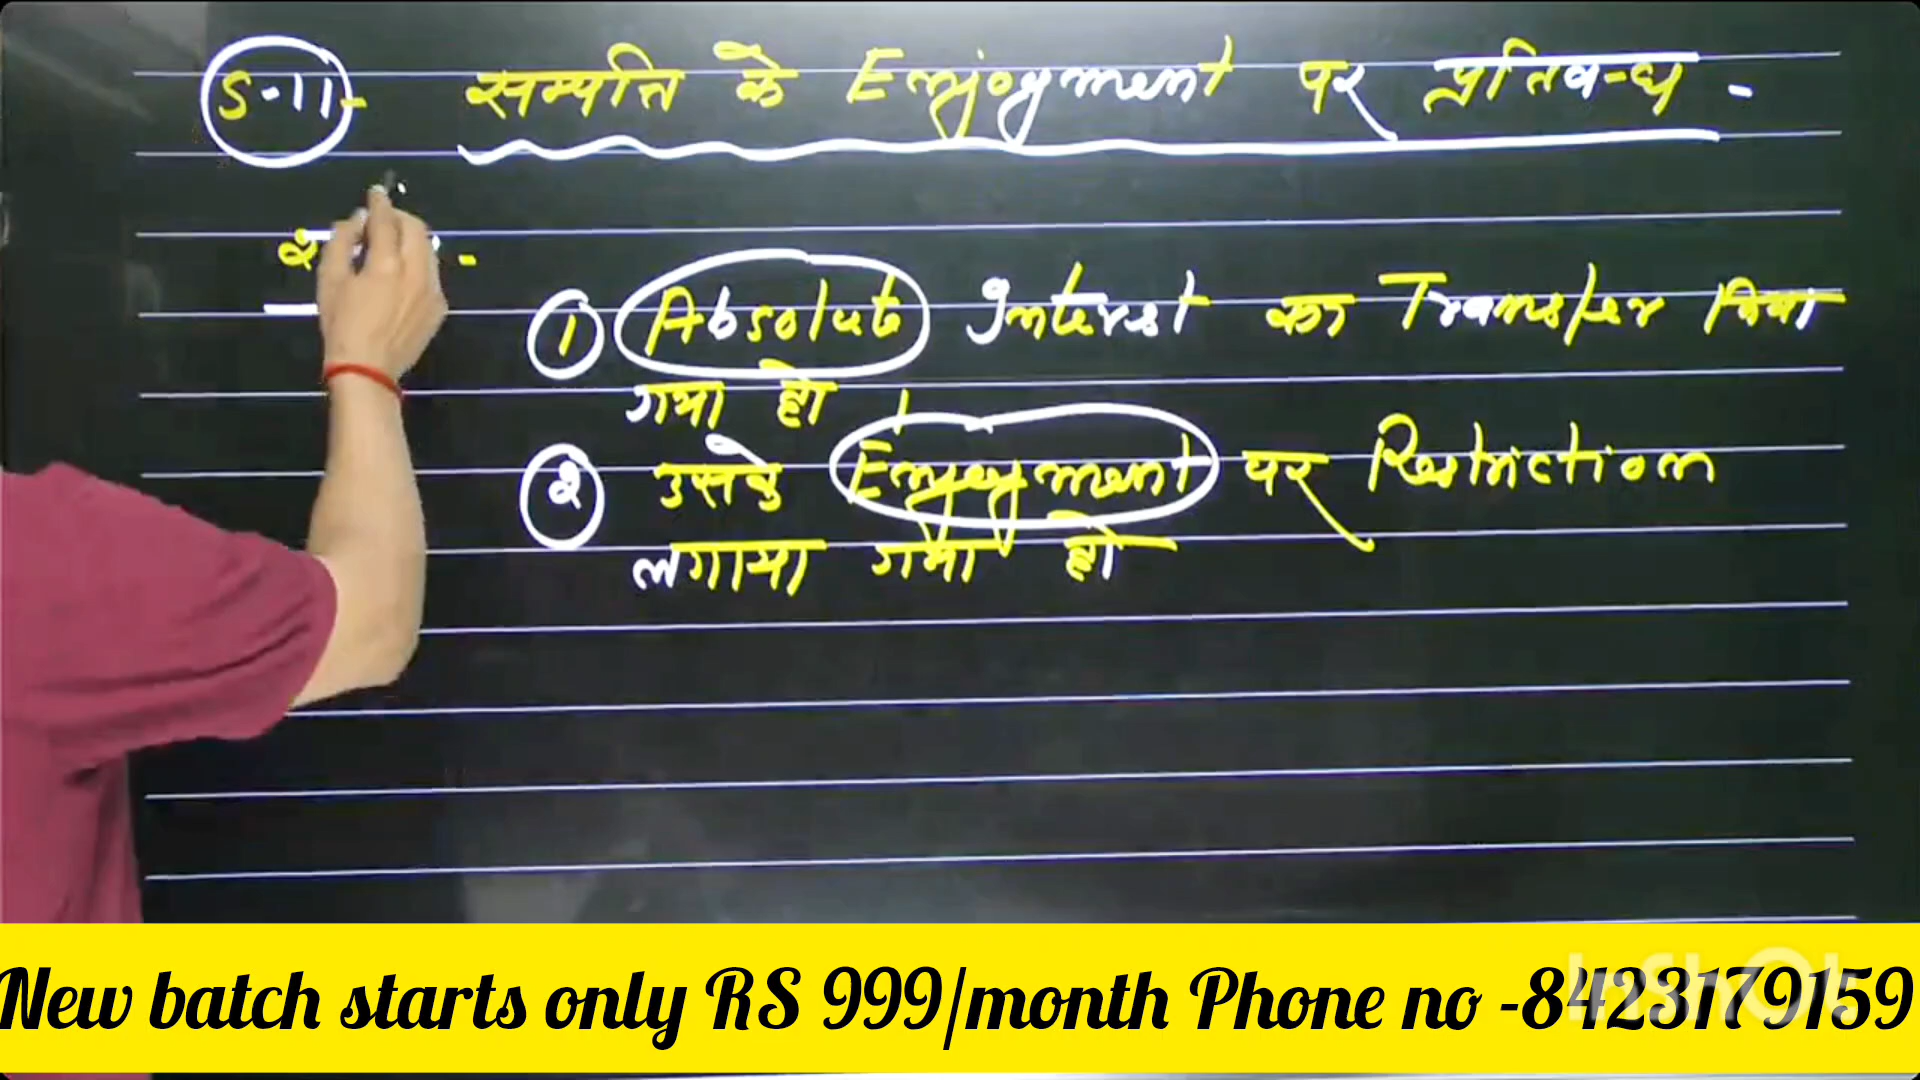 S-11- सम्पत्ति के Enjoyment पर प्रतिबन्ध -
① Absolute Interest का Transfer किया
गया हो ।
② उसके Enjoyment पर Restriction
लगाया गया हो
New batch starts only RS 999/month Phone no -8423179159
InShOt